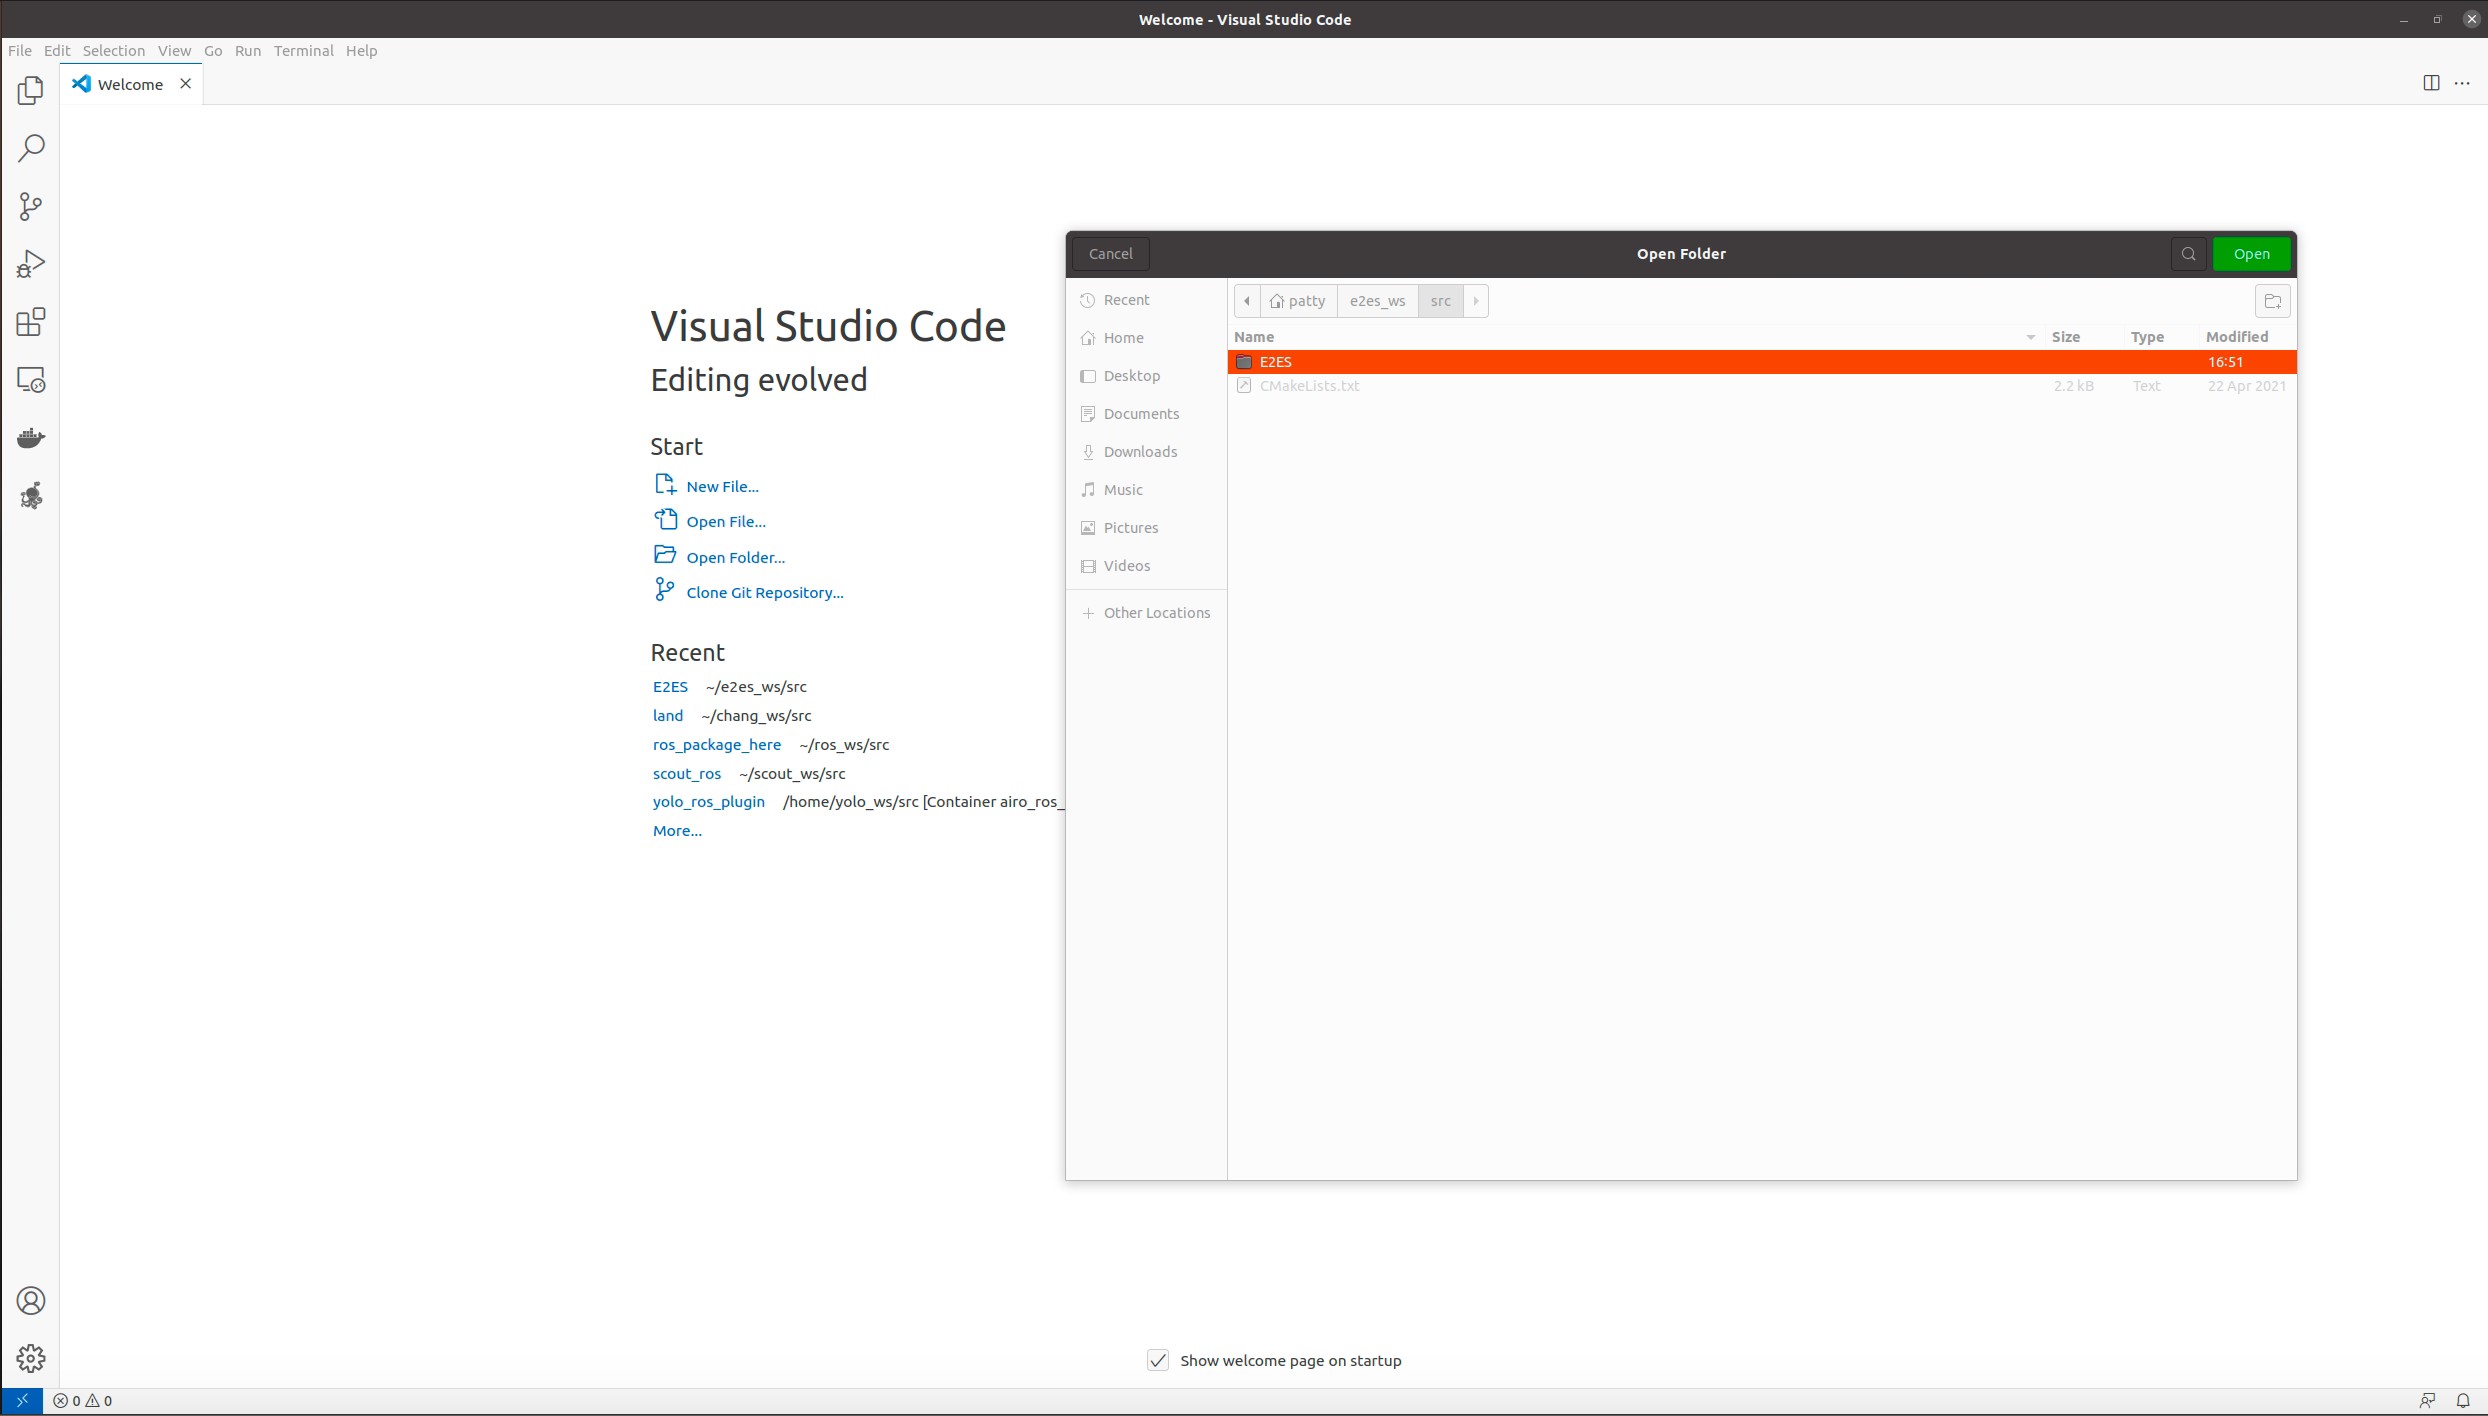 Welcome - Visual Studio Code
File Edit Selection View Go Run Terminal Help
Welcome
Visual Studio Code
Editing evolved
Start
New File...
Open File...
Open Folder...
Clone Git Repository...
Recent
E2ES ~/e2es_ws/src
land ~/chang_ws/src
ros_package_here ~/ros_ws/src
scout_ros ~/scout_ws/src
yolo_ros_plugin /home/yolo_ws/src [Container airo_ros_
More...
Cancel Open Folder Open
Recent
Home
Desktop
Documents
Downloads
Music
Pictures
Videos
Other Locations
patty e2es_ws src
Name Size Type Modified
E2ES 16:51
CMakeLists.txt 2.2 kB Text 22 Apr 2021
Show welcome page on startup
0 0